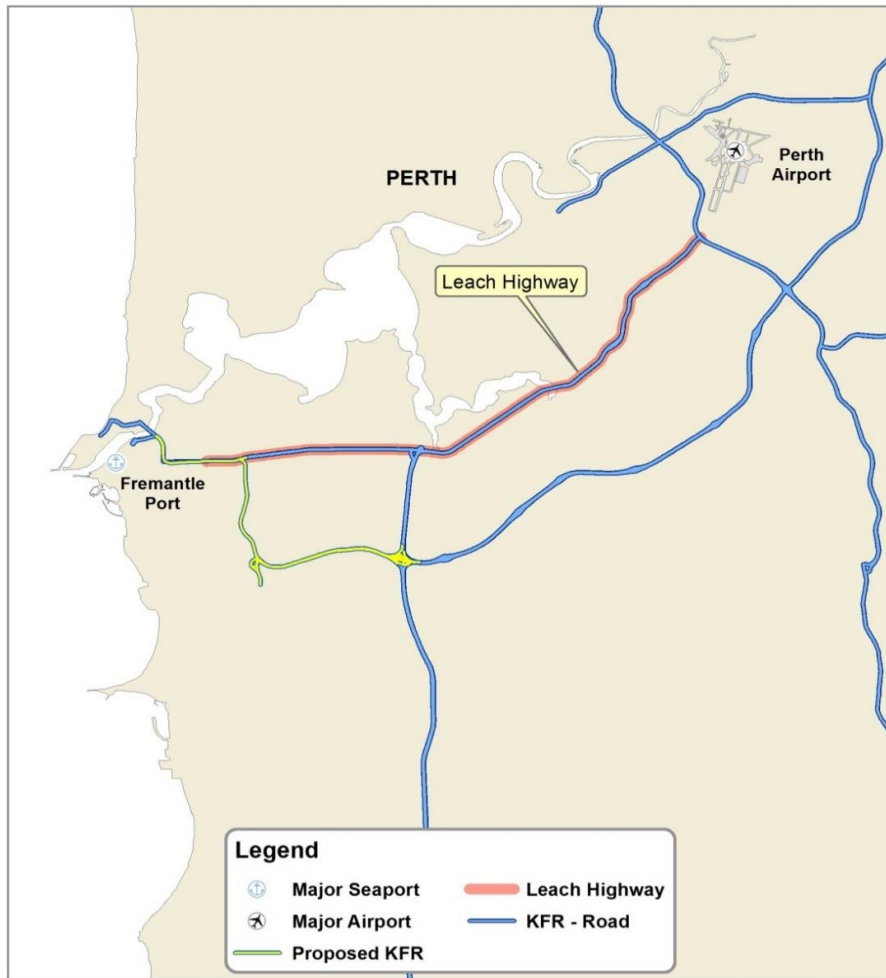 PERTH
Perth
Airport
Leach Highway
Fremantle
Port
Legend
Major Seaport
Leach Highway
Major Airport
KFR - Road
Proposed KFR